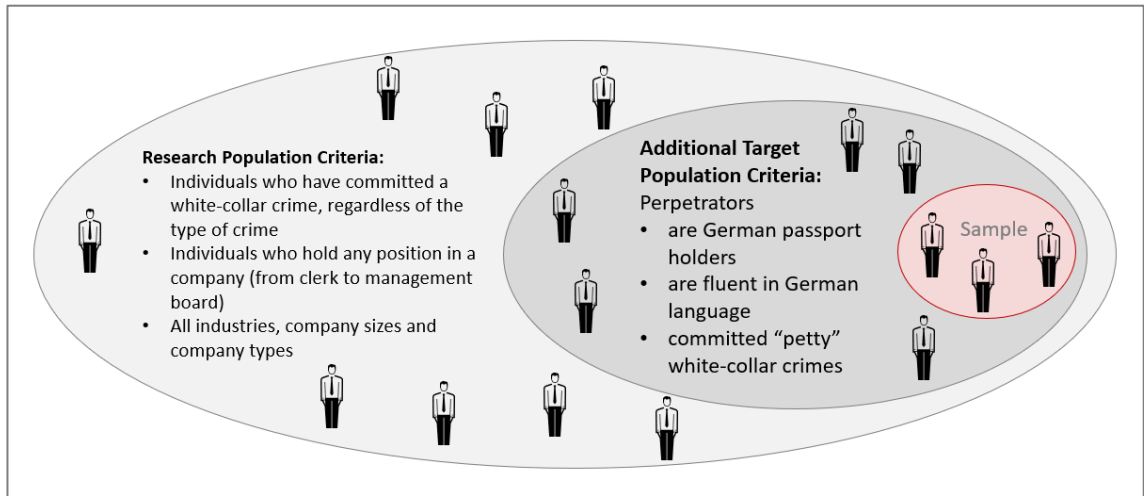 Research Population Criteria:
• Individuals who have committed a
white-collar crime, regardless of the
type of crime
• Individuals who hold any position in a
company (from clerk to management
board)
• All industries, company sizes and
company types
Additional Target
Population Criteria:
Perpetrators
• are German passport
holders
• are fluent in German
language
• committed “petty”
white-collar crimes
Sample